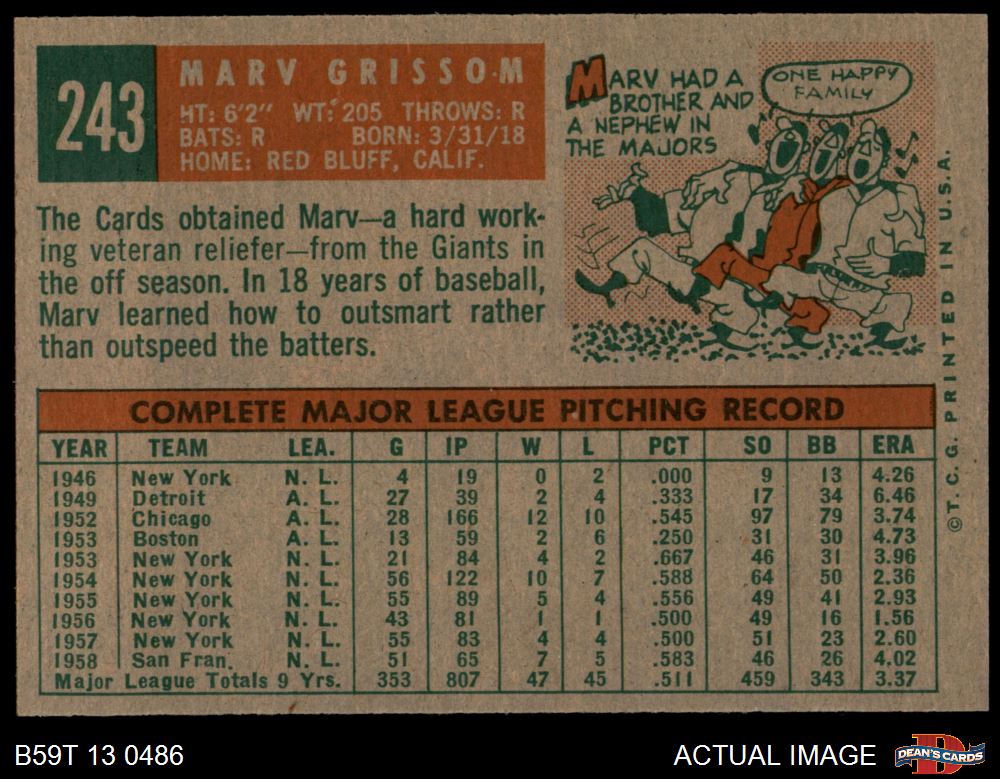 243
MARV GRISSOM
HT: 6'2" WT: 205 THROWS: R
BATS: R BORN: 3/31/18
HOME: RED BLUFF, CALIF.
The Cards obtained Marv—a hard work-
ing veteran reliefer—from the Giants in
the off season. In 18 years of baseball,
Marv learned how to outsmart rather
than outspeed the batters.
MARV HAD A
BROTHER AND
A NEPHEW IN
THE MAJORS
ONE HAPPY
FAMILY
COMPLETE MAJOR LEAGUE PITCHING RECORD
YEAR TEAM LEA. G IP W L PCT SO BB ERA
1946 New York N. L. 4 19 0 2 .000 9 13 4.26
1949 Detroit A. L. 27 39 2 4 .333 17 34 6.46
1952 Chicago A. L. 28 166 12 10 .545 97 79 3.74
1953 Boston A. L. 13 59 2 6 .250 31 30 4.73
1953 New York N. L. 21 84 4 2 .667 46 31 3.96
1954 New York N. L. 56 122 10 7 .588 64 50 2.36
1955 New York N. L. 55 89 5 4 .556 49 41 2.93
1956 New York N. L. 43 81 1 1 .500 49 16 1.56
1957 New York N. L. 55 83 4 4 .500 51 23 2.60
1958 San Fran. N. L. 51 65 7 5 .583 46 26 4.02
Major League Totals 9 Yrs. 353 807 47 45 .511 459 343 3.37
©T.C.G. PRINTED IN U.S.A.
B59T 13 0486
ACTUAL IMAGE
DEAN'S CARDS